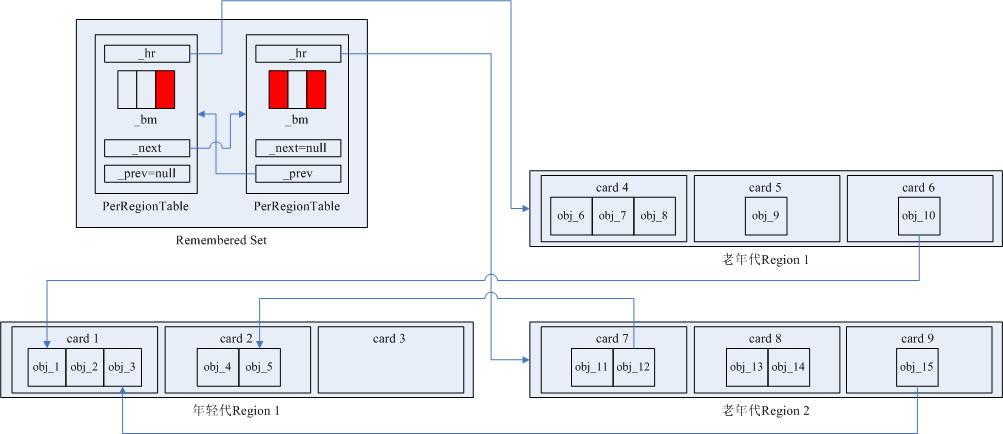 _hr
_bm
_next
_prev=null
PerRegionTable
_hr
_bm
_next=null
_prev
PerRegionTable
Remembered Set
card 4
obj_6
obj_7
obj_8
card 5
obj_9
card 6
obj_10
老年代Region 1
card 1
obj_1
obj_2
obj_3
card 2
obj_4
obj_5
card 3
年轻代Region 1
card 7
obj_11
obj_12
card 8
obj_13
obj_14
card 9
obj_15
老年代Region 2